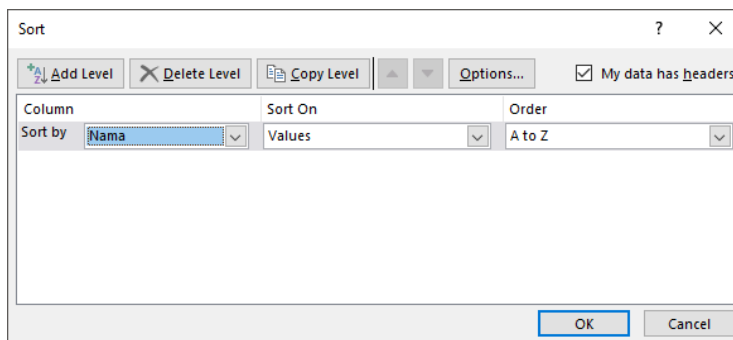 Sort ?
Add Level Delete Level Copy Level Options... My data has headers
Column Sort On Order
Sort by Nama Values A to Z
OK Cancel